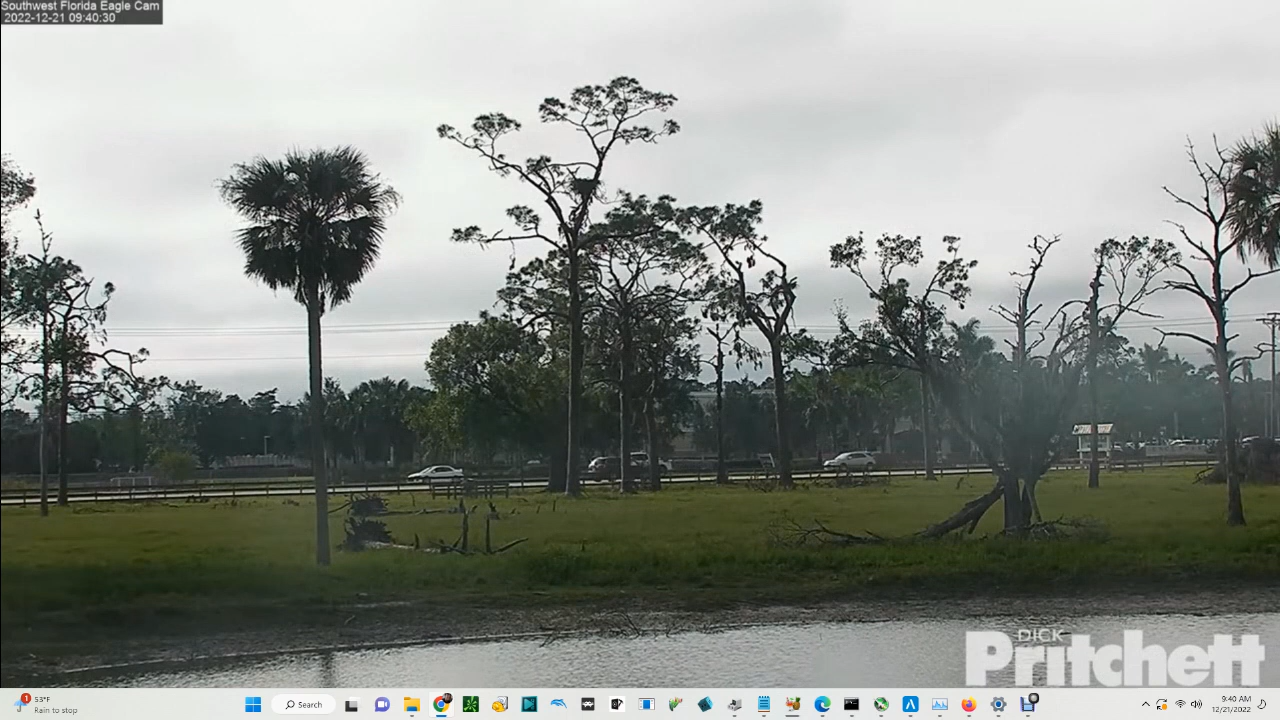 Southwest Florida Eagle Cam
2022-12-21 09:40:30
DICK
Pritchett
1
53°F
Rain to stop
Search
9:40 AM
12/21/2022